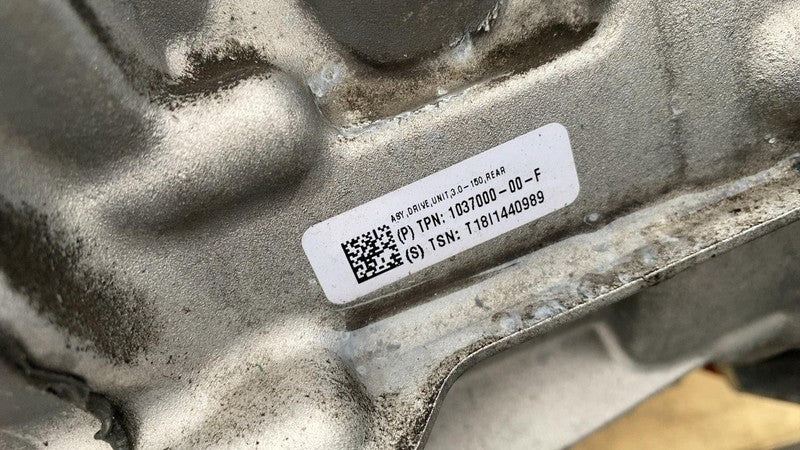 ASY,DRIVE,UNIT,3.0-150,REAR
(P) TPN: 1037000-00-F
(S) TSN: T18I1440989